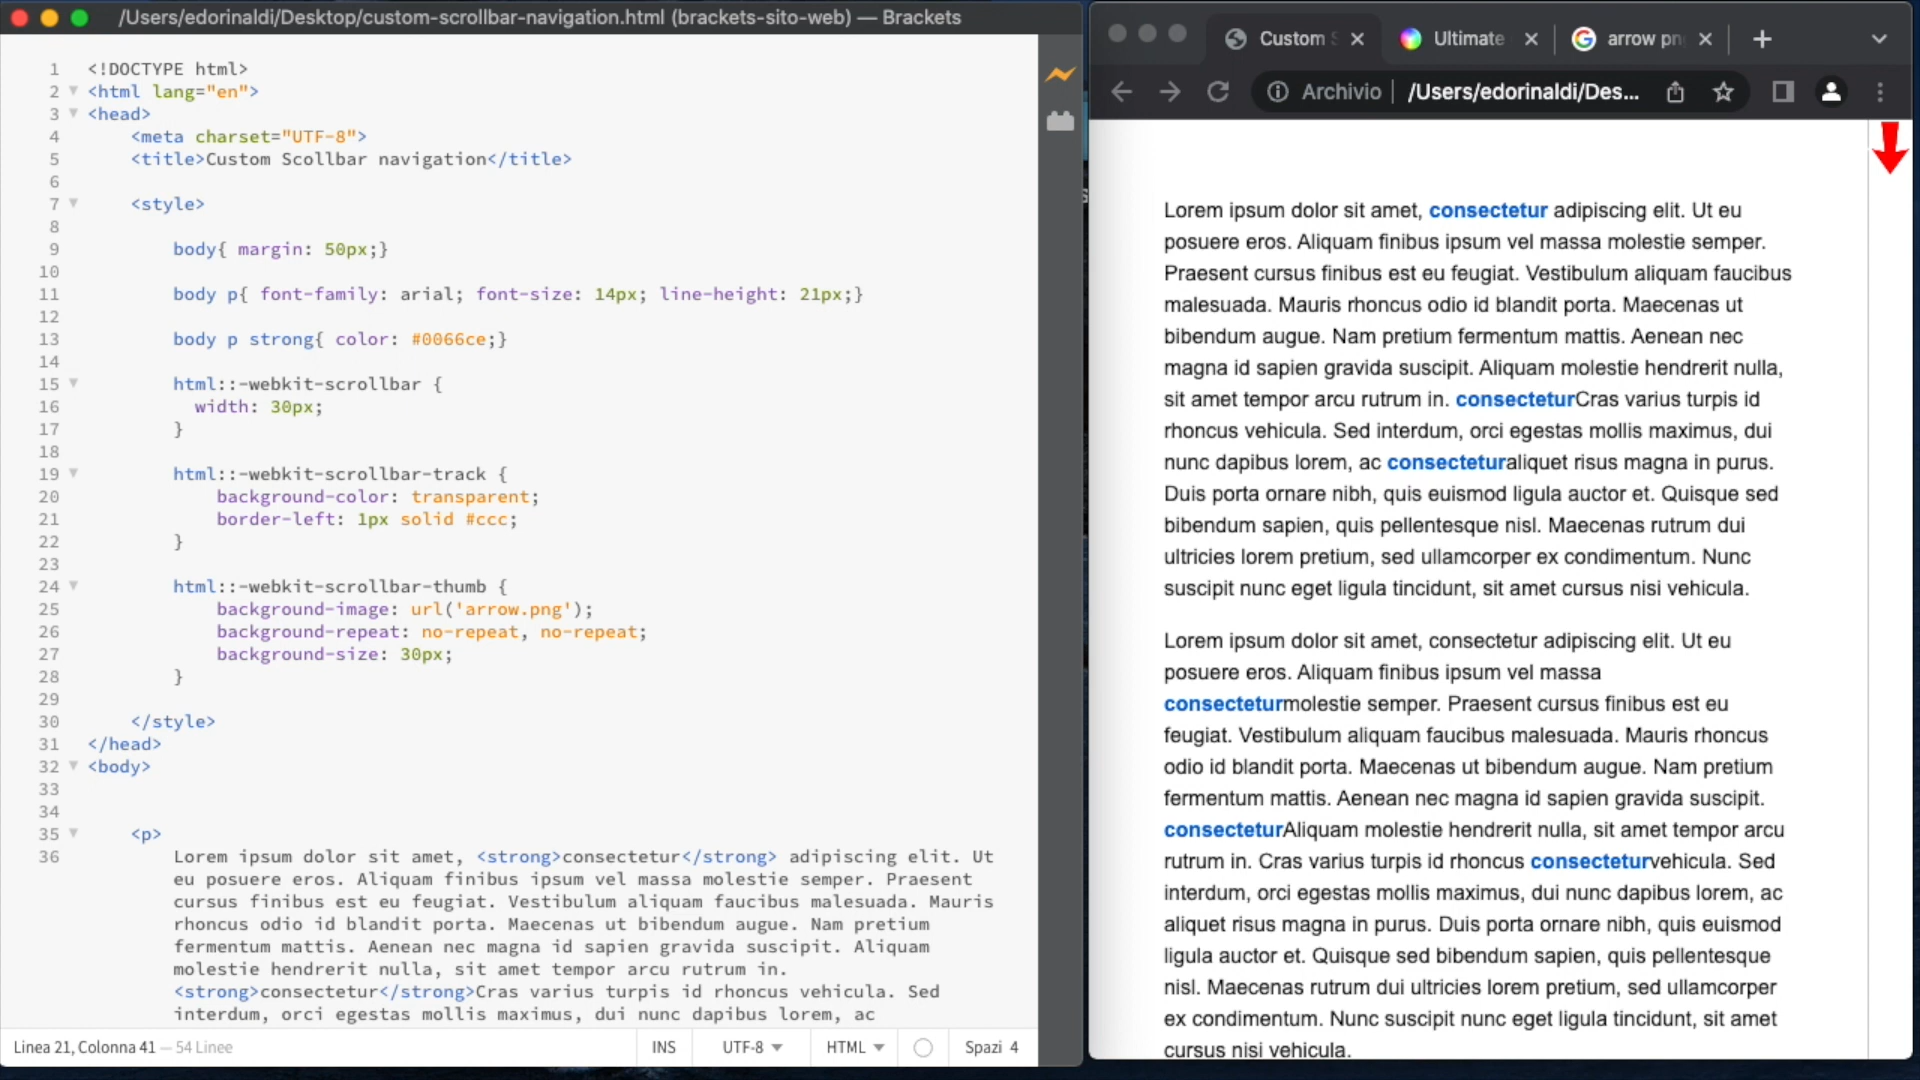 /Users/edorinaldi/Desktop/custom-scrollbar-navigation.html (brackets-sito-web) — Brackets
1 <!DOCTYPE html>
2 <html lang="en">
3 <head>
4 <meta charset="UTF-8">
5 <title>Custom Scollbar navigation</title>
6
7 <style>
8
9 body{ margin: 50px;}
10
11 body p{ font-family: arial; font-size: 14px; line-height: 21px;}
12
13 body p strong{ color: #0066ce;}
14
15 html::-webkit-scrollbar {
16 width: 30px;
17 }
18
19 html::-webkit-scrollbar-track {
20 background-color: transparent;
21 border-left: 1px solid #ccc;
22 }
23
24 html::-webkit-scrollbar-thumb {
25 background-image: url('arrow.png');
26 background-repeat: no-repeat, no-repeat;
27 background-size: 30px;
28 }
29
30 </style>
31 </head>
32 <body>
33
34
35 <p>
36 Lorem ipsum dolor sit amet, <strong>consectetur</strong> adipiscing elit. Ut
eu posuere eros. Aliquam finibus ipsum vel massa molestie semper. Praesent
cursus finibus est eu feugiat. Vestibulum aliquam faucibus malesuada. Mauris
rhoncus odio id blandit porta. Maecenas ut bibendum augue. Nam pretium
fermentum mattis. Aenean nec magna id sapien gravida suscipit. Aliquam
molestie hendrerit nulla, sit amet tempor arcu rutrum in.
<strong>consectetur</strong>Cras varius turpis id rhoncus vehicula. Sed
interdum, orci egestas mollis maximus, dui nunc dapibus lorem, ac
Linea 21, Colonna 41 — 54 Linee
INS
UTF-8
HTML
Spazi 4
Custom
Ultimate
arrow pn
Archivio
/Users/edorinaldi/Des...
Lorem ipsum dolor sit amet, consectetur adipiscing elit. Ut eu
posuere eros. Aliquam finibus ipsum vel massa molestie semper.
Praesent cursus finibus est eu feugiat. Vestibulum aliquam faucibus
malesuada. Mauris rhoncus odio id blandit porta. Maecenas ut
bibendum augue. Nam pretium fermentum mattis. Aenean nec
magna id sapien gravida suscipit. Aliquam molestie hendrerit nulla,
sit amet tempor arcu rutrum in. consecteturCras varius turpis id
rhoncus vehicula. Sed interdum, orci egestas mollis maximus, dui
nunc dapibus lorem, ac consecteturaliquet risus magna in purus.
Duis porta ornare nibh, quis euismod ligula auctor et. Quisque sed
bibendum sapien, quis pellentesque nisl. Maecenas rutrum dui
ultricies lorem pretium, sed ullamcorper ex condimentum. Nunc
suscipit nunc eget ligula tincidunt, sit amet cursus nisi vehicula.
Lorem ipsum dolor sit amet, consectetur adipiscing elit. Ut eu
posuere eros. Aliquam finibus ipsum vel massa
consecteturmolestie semper. Praesent cursus finibus est eu
feugiat. Vestibulum aliquam faucibus malesuada. Mauris rhoncus
odio id blandit porta. Maecenas ut bibendum augue. Nam pretium
fermentum mattis. Aenean nec magna id sapien gravida suscipit.
consecteturAliquam molestie hendrerit nulla, sit amet tempor arcu
rutrum in. Cras varius turpis id rhoncus consecteturvehicula. Sed
interdum, orci egestas mollis maximus, dui nunc dapibus lorem, ac
aliquet risus magna in purus. Duis porta ornare nibh, quis euismod
ligula auctor et. Quisque sed bibendum sapien, quis pellentesque
nisl. Maecenas rutrum dui ultricies lorem pretium, sed ullamcorper
ex condimentum. Nunc suscipit nunc eget ligula tincidunt, sit amet
cursus nisi vehicula.